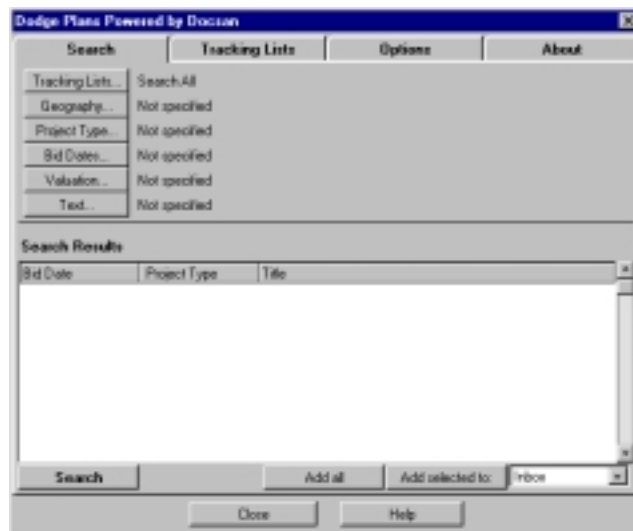 Dodge Plans Powered by Docsan
Search Tracking Lists Options About
Tracking Lists... Search All
Geography... Not specified
Project Type... Not specified
Bid Dates... Not specified
Valuation... Not specified
Text... Not specified
Search Results
Bid Date Project Type Title
Search Add all Add selected to: Inbox
Close Help